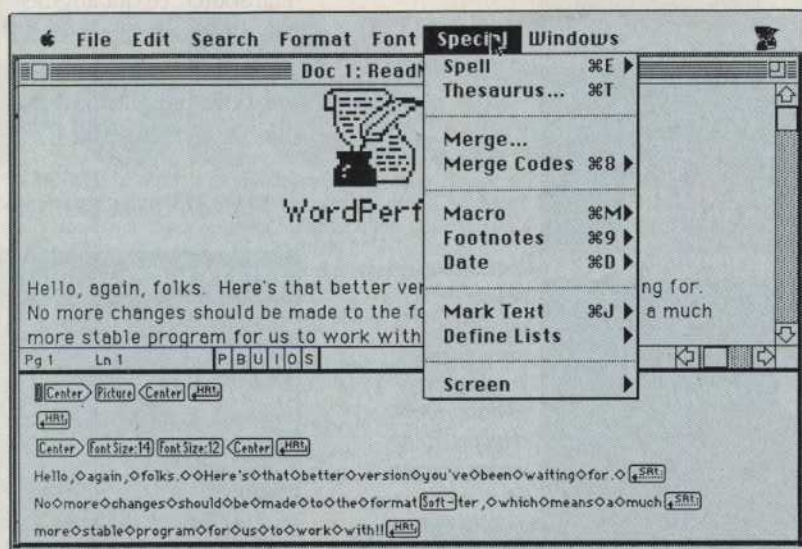 File Edit Search Format Font Special Windows
Doc 1: Read
Spell ⌘E ▶
Thesaurus... ⌘T
Merge...
Merge Codes ⌘8 ▶
Macro ⌘M▶
Footnotes ⌘9 ▶
Date ⌘D ▶
Mark Text ⌘J ▶
Define Lists ▶
Screen ▶
WordPerf
Hello, again, folks. Here's that better ver ng for.
No more changes should be made to the fo a much
more stable program for us to work with
Pg 1 Ln 1 P B U I O S
Center Picture Center HRt
HRt
Center Font Size:14 Font Size:12 Center HRt
Hello,◇again,◇folks.◇◇Here's◇that◇better◇version◇you've◇been◇waiting◇for.◇ SRt
No◇more◇changes◇should◇be◇made◇to◇the◇format Soft- ter,◇which◇means◇a◇much SRt
more◇stable◇program◇for◇us◇to◇work◇with!! HRt